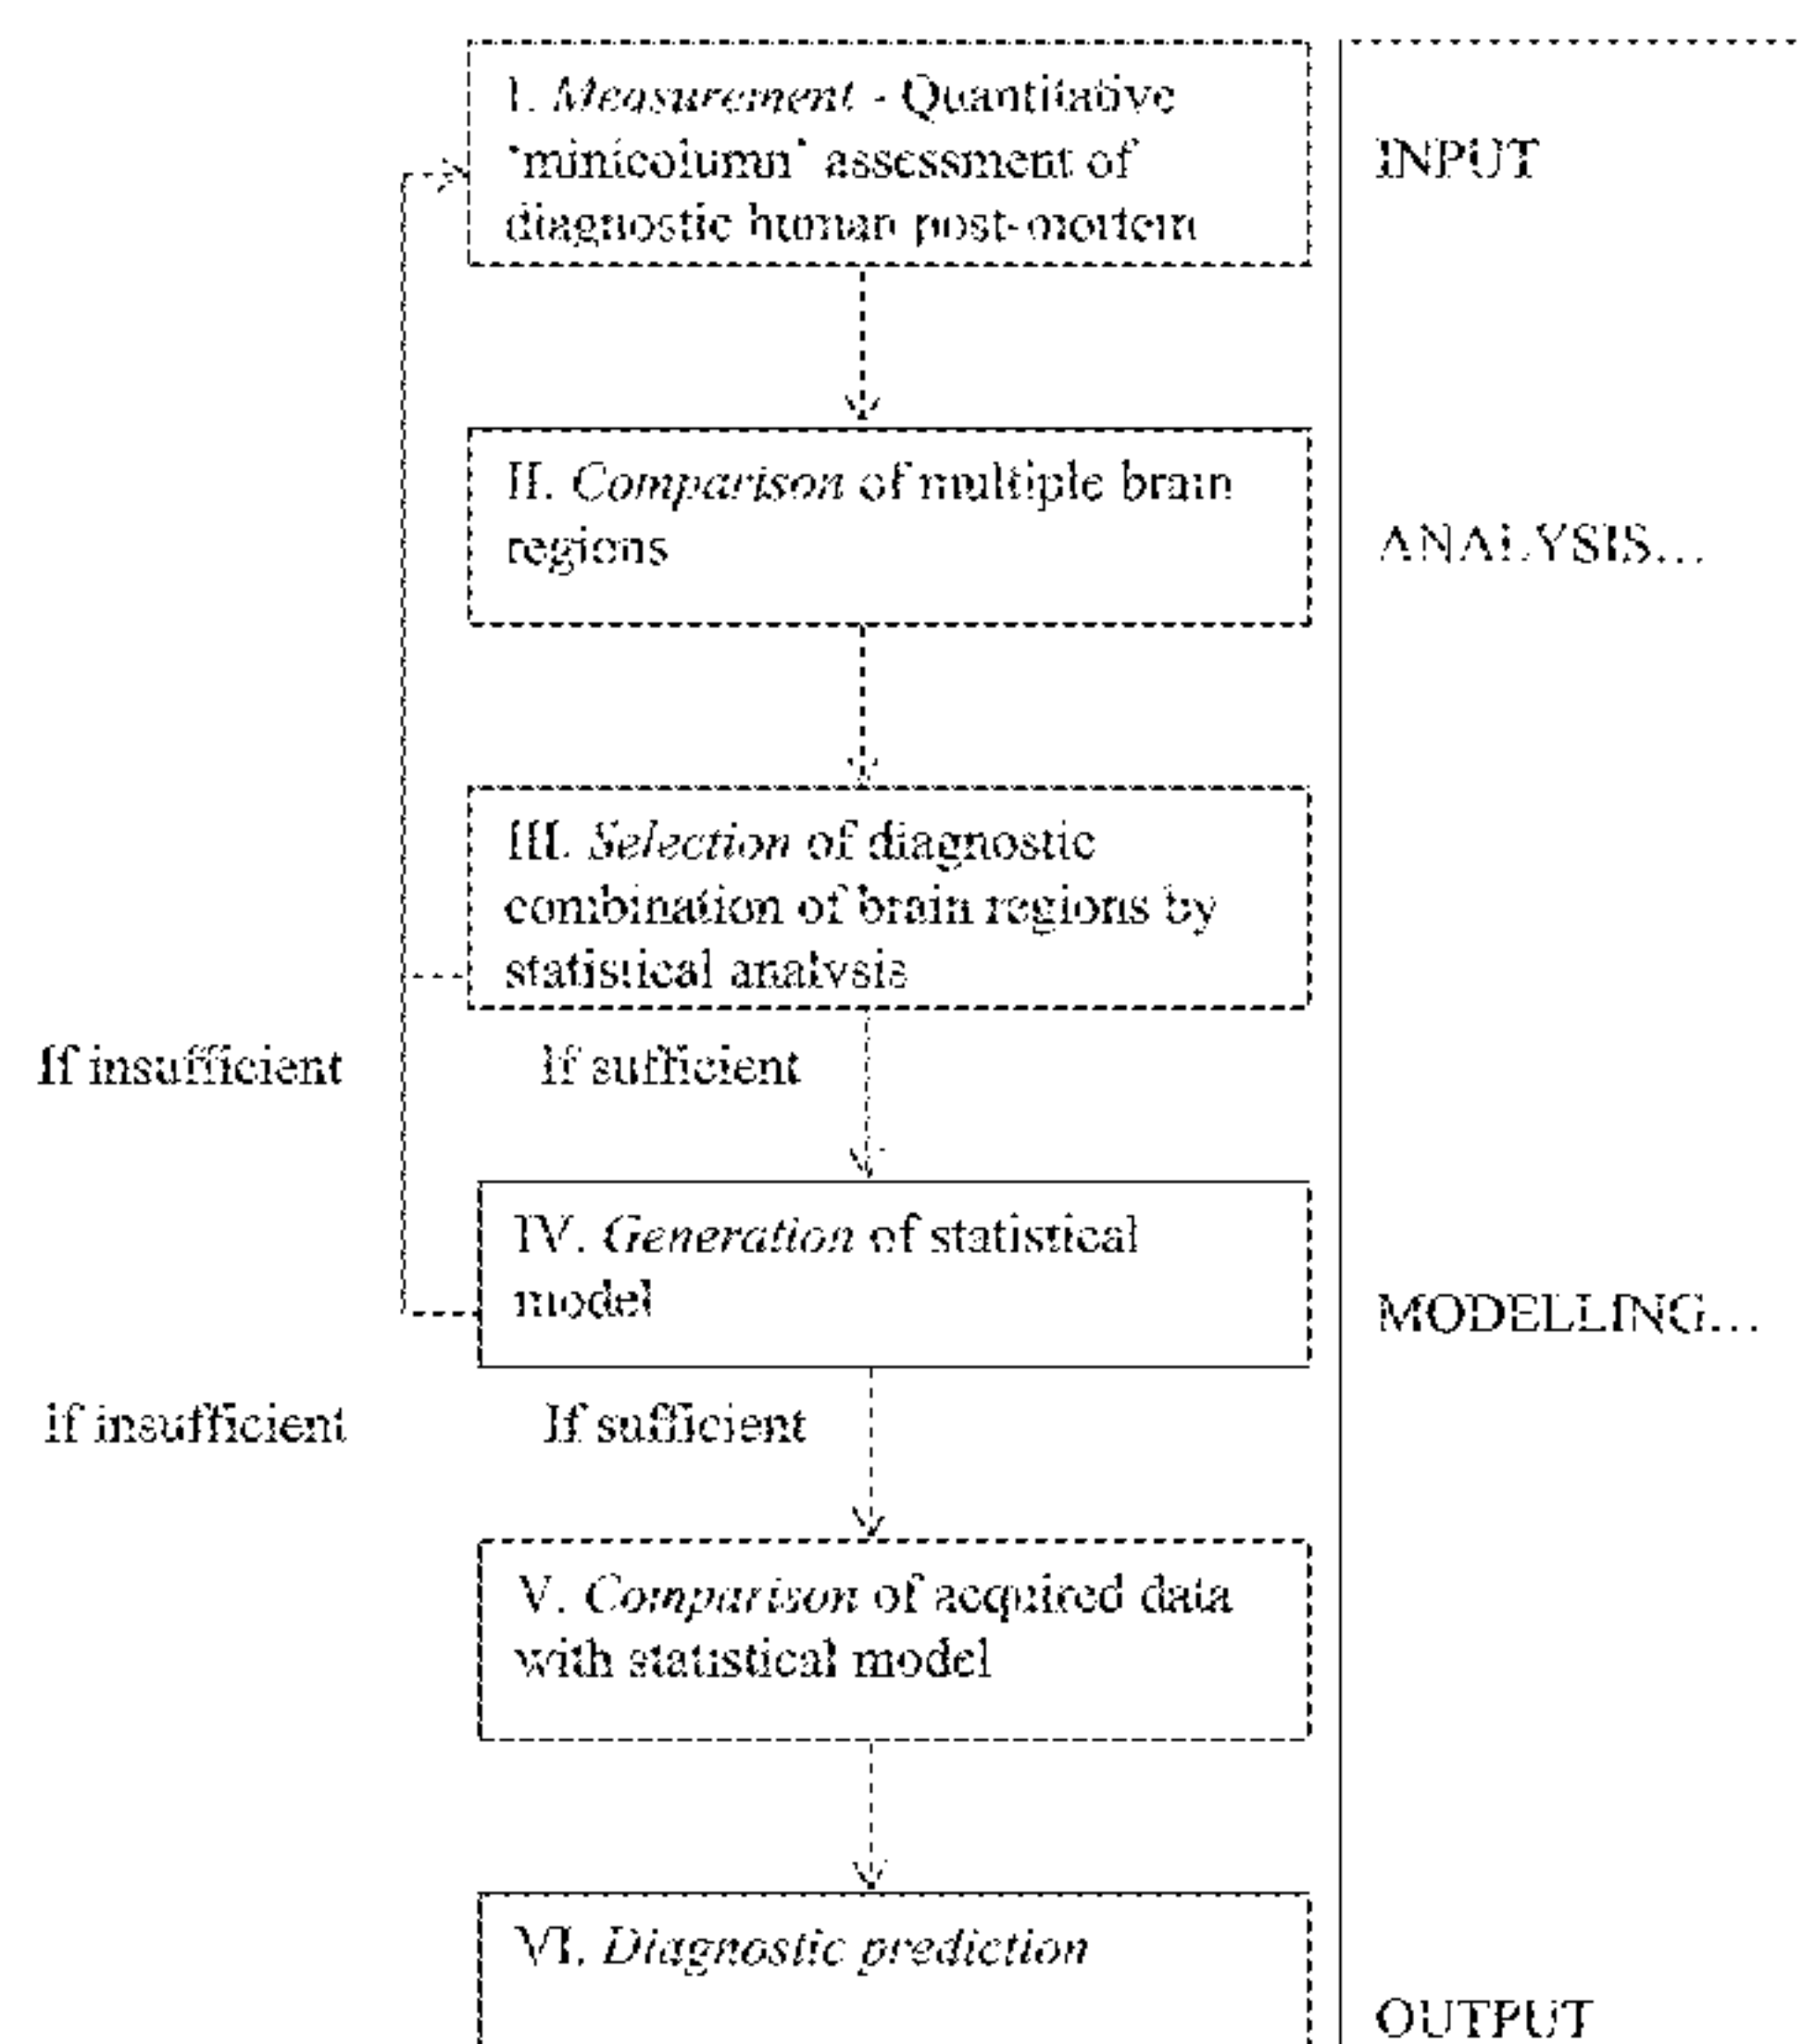 I. Measurement - Quantitative
'minicolumn' assessment of
diagnostic human post-mortem
INPUT
II. Comparison of multiple brain
regions
ANALYSIS...
III. Selection of diagnostic
combination of brain regions by
statistical analysis
If insufficient
If sufficient
IV. Generation of statistical
model
MODELLING...
If insufficient
If sufficient
V. Comparison of acquired data
with statistical model
VI. Diagnostic prediction
OUTPUT